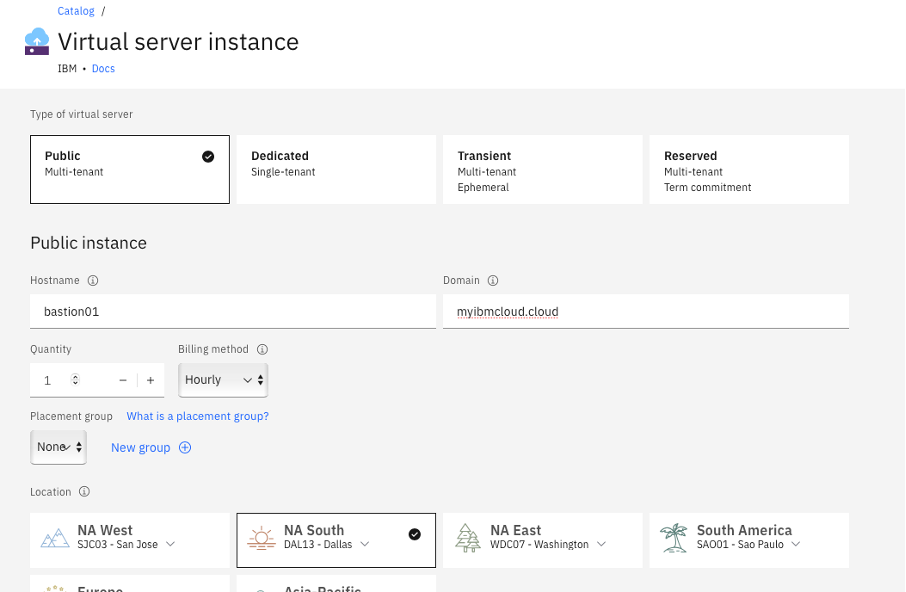 Catalog /
Virtual server instance
IBM • Docs
Type of virtual server
Public
Multi-tenant
Dedicated
Single-tenant
Transient
Multi-tenant
Ephemeral
Reserved
Multi-tenant
Term commitment
Public instance
Hostname
bastion01
Domain
myibmcloud.cloud
Quantity
1
Billing method
Hourly
Placement group What is a placement group?
None
New group
Location
NA West
SJC03 - San Jose
NA South
DAL13 - Dallas
NA East
WDC07 - Washington
South America
SAO01 - Sao Paulo
Europe
Asia-Pacific